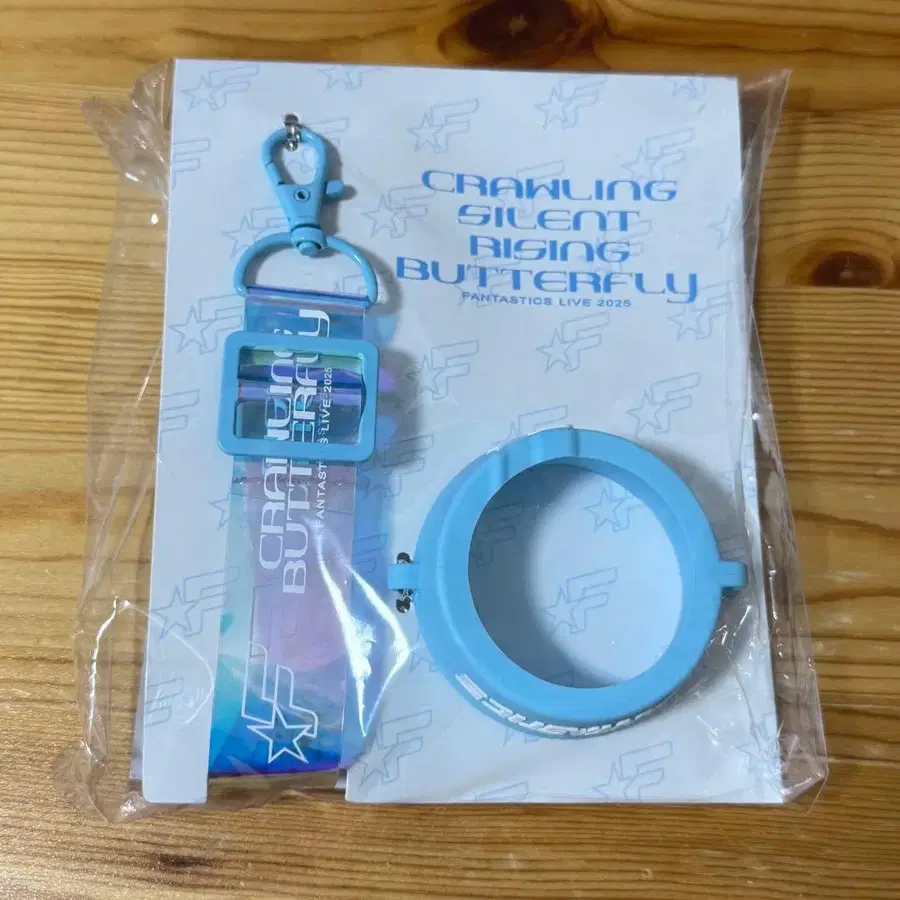 CRAWLING
SILENT
RISING
BUTTERFLY
FANTASTICS LIVE 2025
CRAWLING
BUTTERFLY
FANTASTICS LIVE 2025